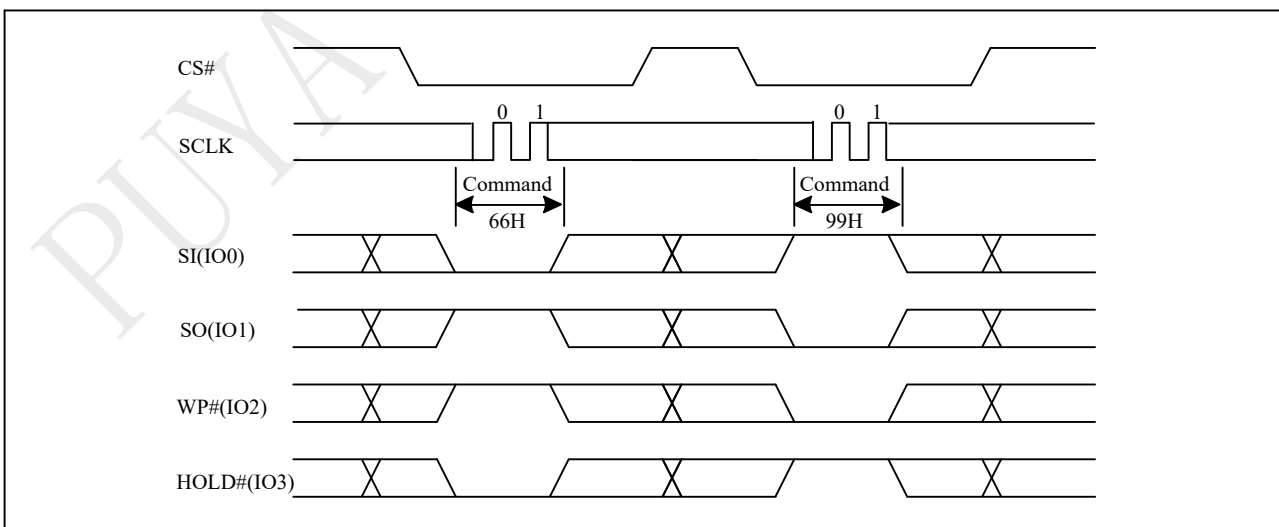 PUYA
CS#
0 1 0 1
SCLK
Command Command
66H 99H
SI(IO0)
SO(IO1)
WP#(IO2)
HOLD#(IO3)